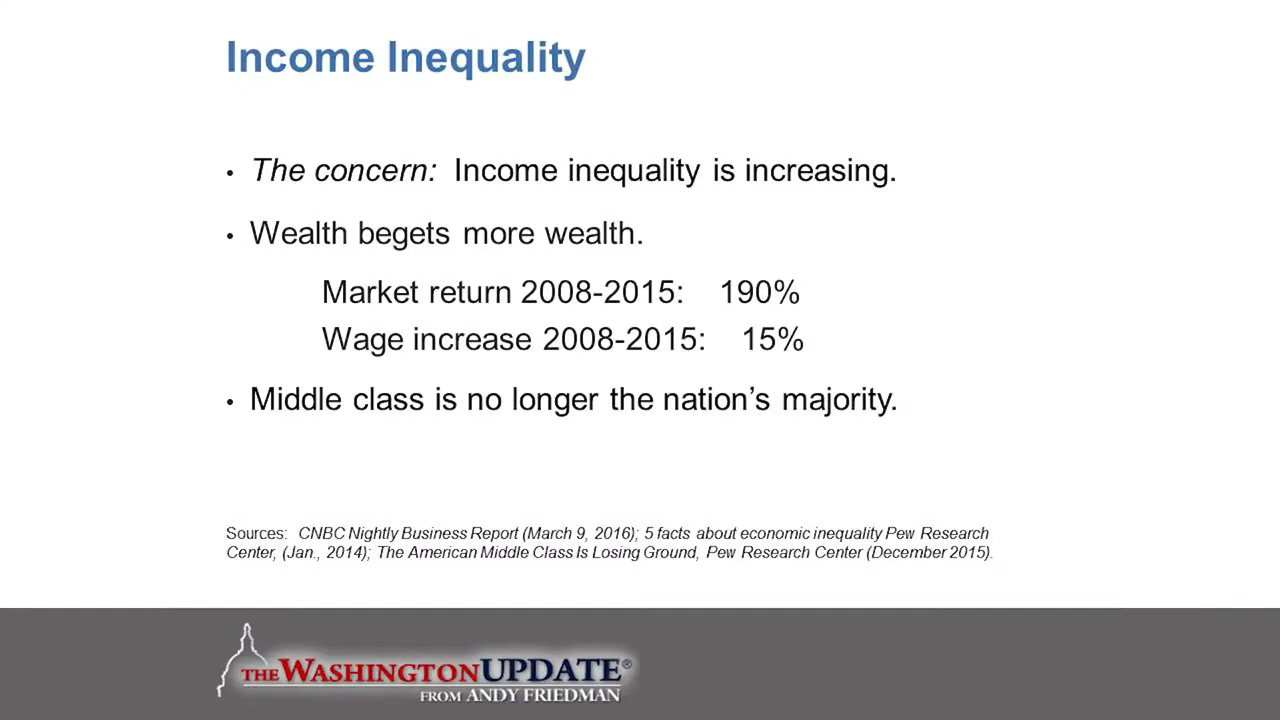 Income Inequality
• The concern: Income inequality is increasing.
• Wealth begets more wealth.
Market return 2008-2015: 190%
Wage increase 2008-2015: 15%
• Middle class is no longer the nation’s majority.
Sources: CNBC Nightly Business Report (March 9, 2016); 5 facts about economic inequality Pew Research
Center, (Jan., 2014); The American Middle Class Is Losing Ground, Pew Research Center (December 2015).
THE WASHINGTON UPDATE®
FROM ANDY FRIEDMAN